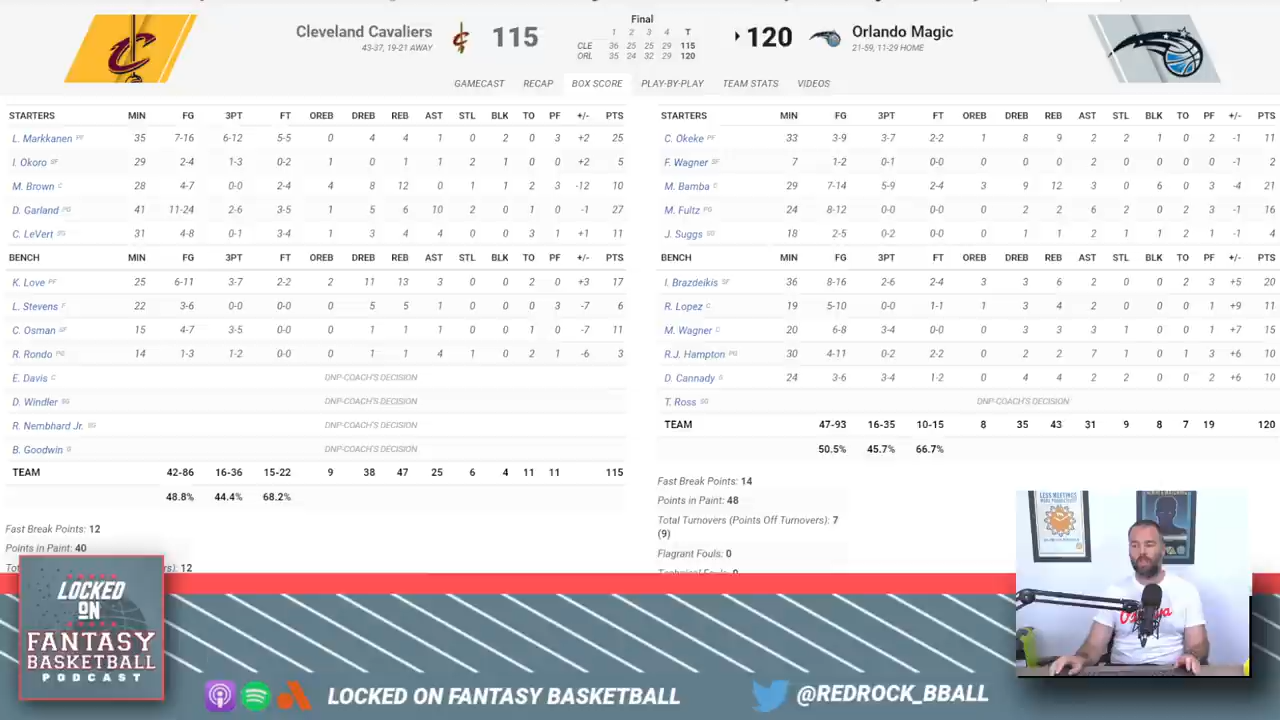 Cleveland Cavaliers
43-37, 19-21 AWAY
115
Final
1 2 3 4 T
CLE 36 25 25 29 115
ORL 35 24 32 29 120
120
Orlando Magic
21-59, 11-29 HOME
GAMECAST RECAP BOX SCORE PLAY-BY-PLAY TEAM STATS VIDEOS
STARTERS MIN FG 3PT FT OREB DREB REB AST STL BLK TO PF +/- PTS
L. Markkanen PF 35 7-16 6-12 5-5 0 4 4 1 0 2 0 3 +2 25
I. Okoro SF 29 2-4 1-3 0-2 1 0 1 1 2 1 0 0 +2 5
M. Brown C 28 4-7 0-0 2-4 4 8 12 0 1 1 2 3 -12 10
D. Garland PG 41 11-24 2-6 3-5 1 5 6 10 2 0 1 0 -1 27
C. LeVert SG 31 4-8 0-1 3-4 1 3 4 4 0 0 3 1 +1 11
BENCH MIN FG 3PT FT OREB DREB REB AST STL BLK TO PF +/- PTS
K. Love PF 25 6-11 3-7 2-2 2 11 13 3 0 0 2 0 +3 17
L. Stevens F 22 3-6 0-0 0-0 0 5 5 1 0 0 0 3 -7 6
C. Osman SF 15 4-7 3-5 0-0 0 1 1 1 0 0 1 0 -7 11
R. Rondo PG 14 1-3 1-2 0-0 0 1 1 4 1 0 2 1 -6 3
E. Davis C DNP-COACH'S DECISION
D. Windler SG DNP-COACH'S DECISION
R. Nembhard Jr. SG DNP-COACH'S DECISION
B. Goodwin G DNP-COACH'S DECISION
TEAM 42-86 16-36 15-22 9 38 47 25 6 4 11 11 115
48.8% 44.4% 68.2%
Fast Break Points: 12
Points in Paint: 40
STARTERS MIN FG 3PT FT OREB DREB REB AST STL BLK TO PF +/- PTS
C. Okeke PF 33 3-9 3-7 2-2 1 8 9 2 2 1 0 2 -1 11
F. Wagner SF 7 1-2 0-1 0-0 0 0 0 2 0 0 0 0 -1 2
M. Bamba C 29 7-14 5-9 2-4 3 9 12 3 0 6 0 3 -4 21
M. Fultz PG 24 8-12 0-0 0-0 0 2 2 6 2 0 2 3 -1 16
J. Suggs SG 18 2-5 0-2 0-0 0 1 1 2 1 1 2 1 -1 4
BENCH MIN FG 3PT FT OREB DREB REB AST STL BLK TO PF +/- PTS
I. Brazdeikis SF 36 8-16 2-6 2-4 3 3 6 2 0 0 2 3 +5 20
R. Lopez C 19 5-10 0-0 1-1 1 3 4 2 0 0 0 1 +9 11
M. Wagner C 20 6-8 3-4 0-0 0 3 3 3 1 0 0 1 +7 15
R.J. Hampton PG 30 4-11 0-2 2-2 0 2 2 7 1 0 1 3 +6 10
D. Cannady G 24 3-6 3-4 1-2 0 4 4 2 2 0 0 2 +6 10
T. Ross SG DNP-COACH'S DECISION
TEAM 47-93 16-35 10-15 8 35 43 31 9 8 7 19 120
50.5% 45.7% 66.7%
Fast Break Points: 14
Points in Paint: 48
Total Turnovers (Points Off Turnovers): 7
(9)
Flagrant Fouls: 0
LOCKED
ON
FANTASY
BASKETBALL
PODCAST
LOCKED ON FANTASY BASKETBALL
@REDROCK_BBALL